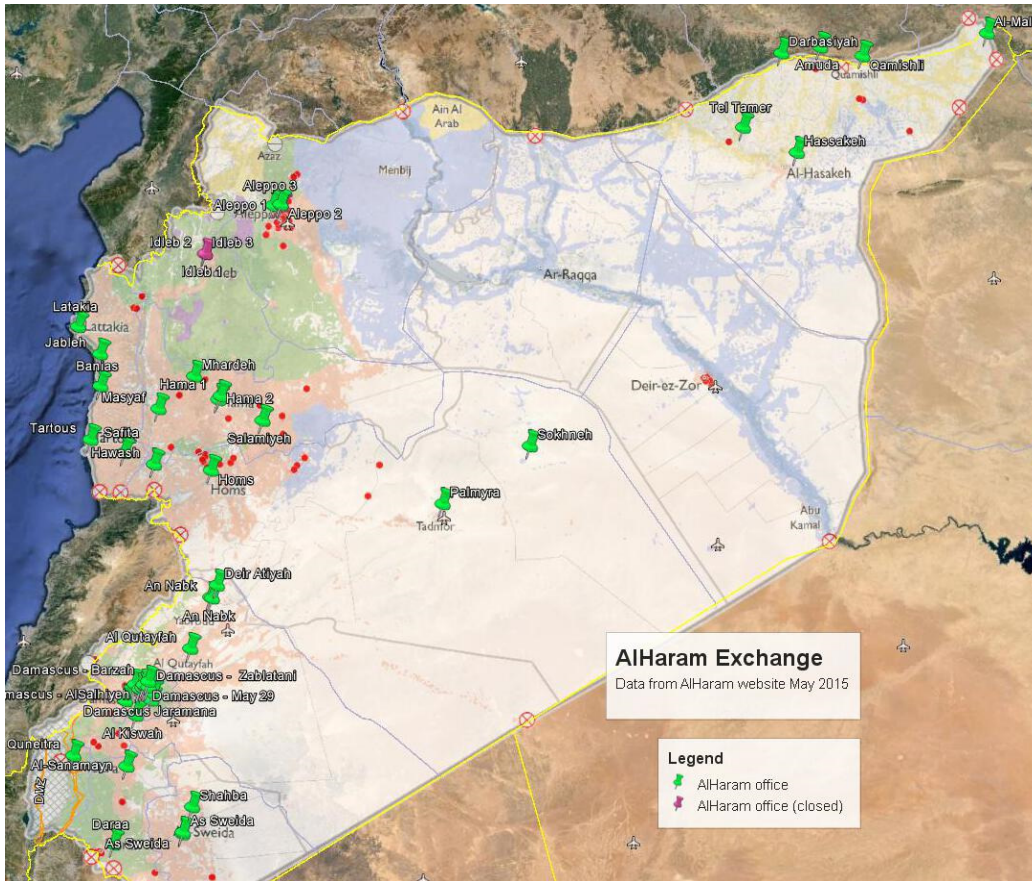 Al-Mal
Darbasiyah
Amuda
Qamishli
Quamishli
Tel Tamer
Ain Al
Arab
Hassakeh
Al-Hasakeh
Azaz
Menbij
Aleppo 3
Aleppo 1
Aleppo 2
Idleb 2
Idleb 3
Idleb 1
Ar-Raqqa
Latakia
Lattakia
Jableh
Banias
Mhardeh
Hama 1
Masyaf
Hama 2
Deir-ez-Zor
Tartous
Safita
Salamiyeh
Hawash
Sokhneh
Homs
Homs
Palmyra
Tadmor
Abu
Kamal
Deir Atiyah
An Nabk
An Nabk
Al Qutayfah
Al Qutayfah
Damascus - Barzah
Damascus - Zablatani
mascus - AlSalhiyeh
Damascus - May 29
Damascus Jaramana
Al Kiswah
Quneitra
Al-Sanamayn
DMZ
Shahba
As Sweida
Sweida
Daraa
As Sweida
AlHaram Exchange
Data from AlHaram website May 2015
Legend
AlHaram office
AlHaram office (closed)